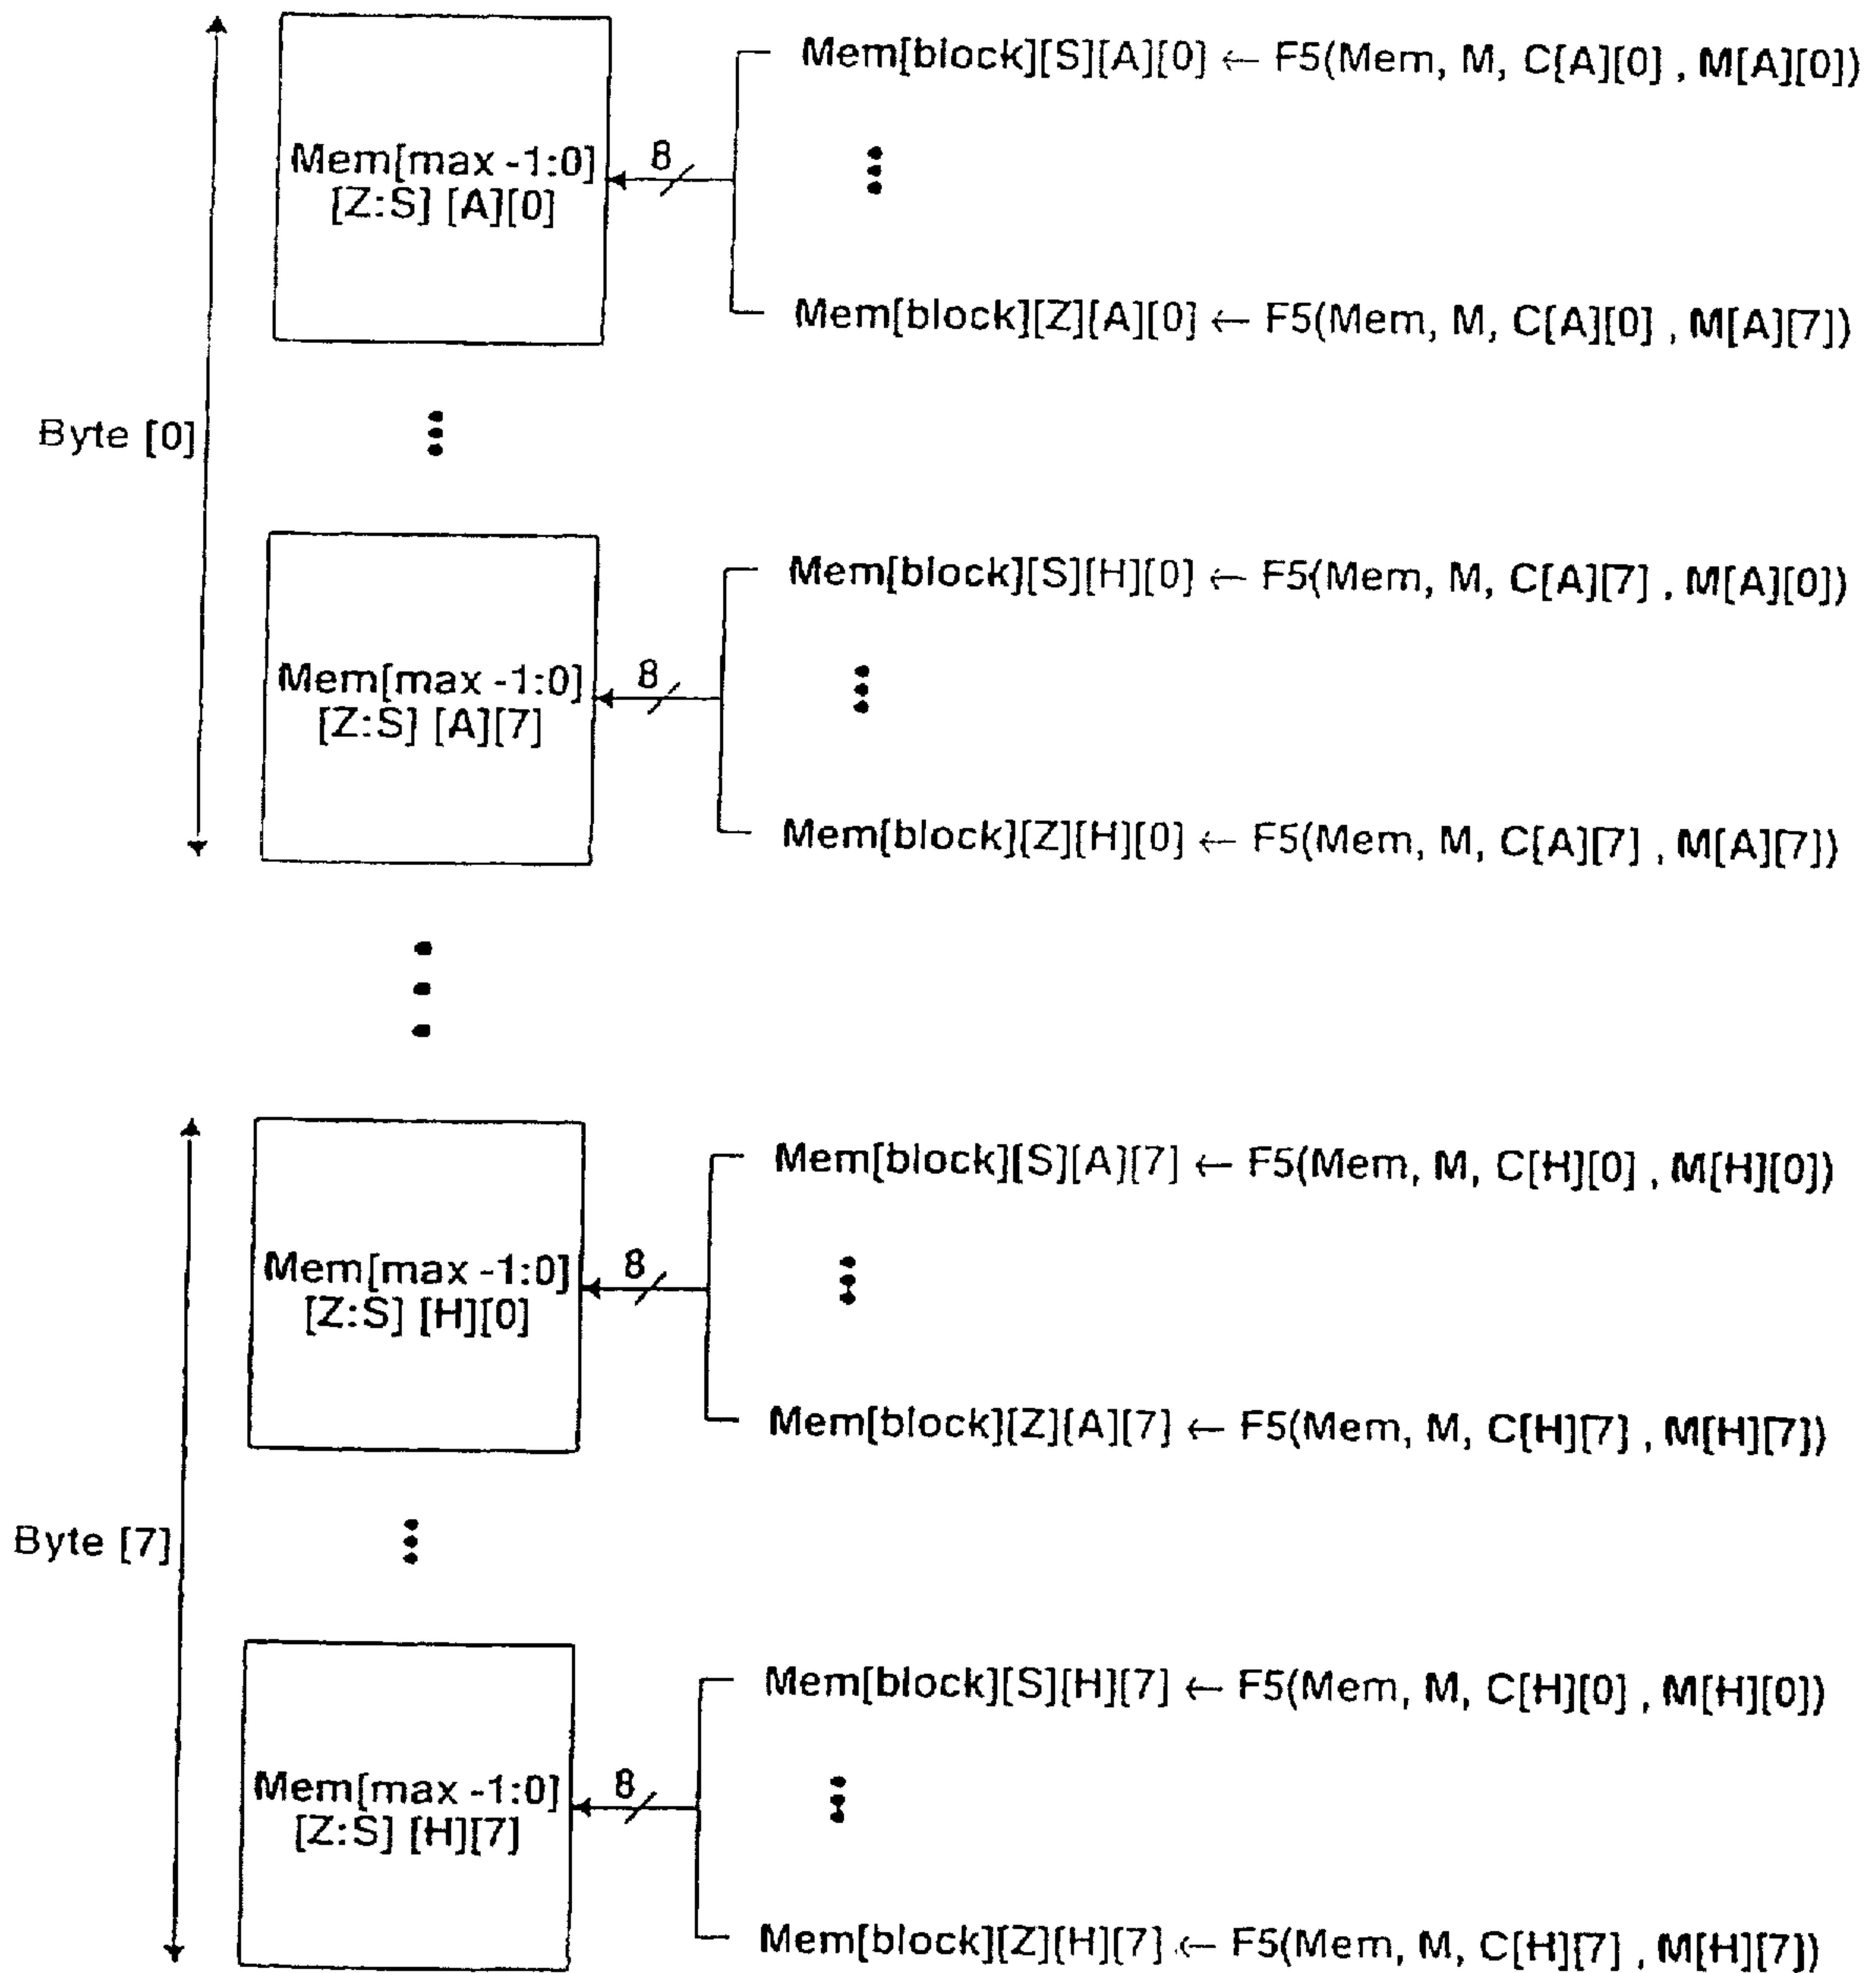 Mem[block][S][A][0] ← F5(Mem, M, C[A][0] , M[A][0])
8
Mem[max -1:0]
[Z:S] [A][0]
Mem[block][Z][A][0] ← F5(Mem, M, C[A][0] , M[A][7])
Byte [0]
Mem[block][S][H][0] ← F5(Mem, M, C[A][7] , M[A][0])
8
Mem[max -1:0]
[Z:S] [A][7]
Mem[block][Z][H][0] ← F5(Mem, M, C[A][7] , M[A][7])
Mem[block][S][A][7] ← F5(Mem, M, C[H][0] , M[H][0])
8
Mem[max -1:0]
[Z:S] [H][0]
Mem[block][Z][A][7] ← F5(Mem, M, C[H][7] , M[H][7])
Byte [7]
Mem[block][S][H][7] ← F5(Mem, M, C[H][0] , M[H][0])
8
Mem[max -1:0]
[Z:S] [H][7]
Mem[block][Z][H][7] ← F5(Mem, M, C[H][7] , M[H][7])